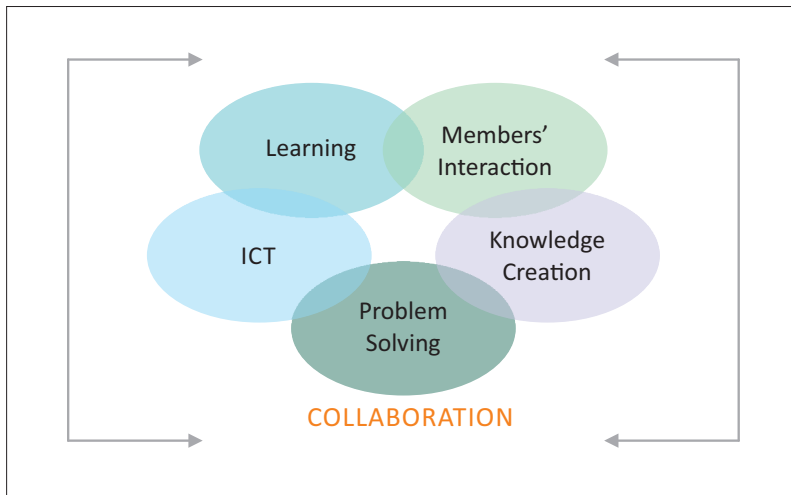 Learning
Members’
Interaction
ICT
Knowledge
Creation
Problem
Solving
COLLABORATION